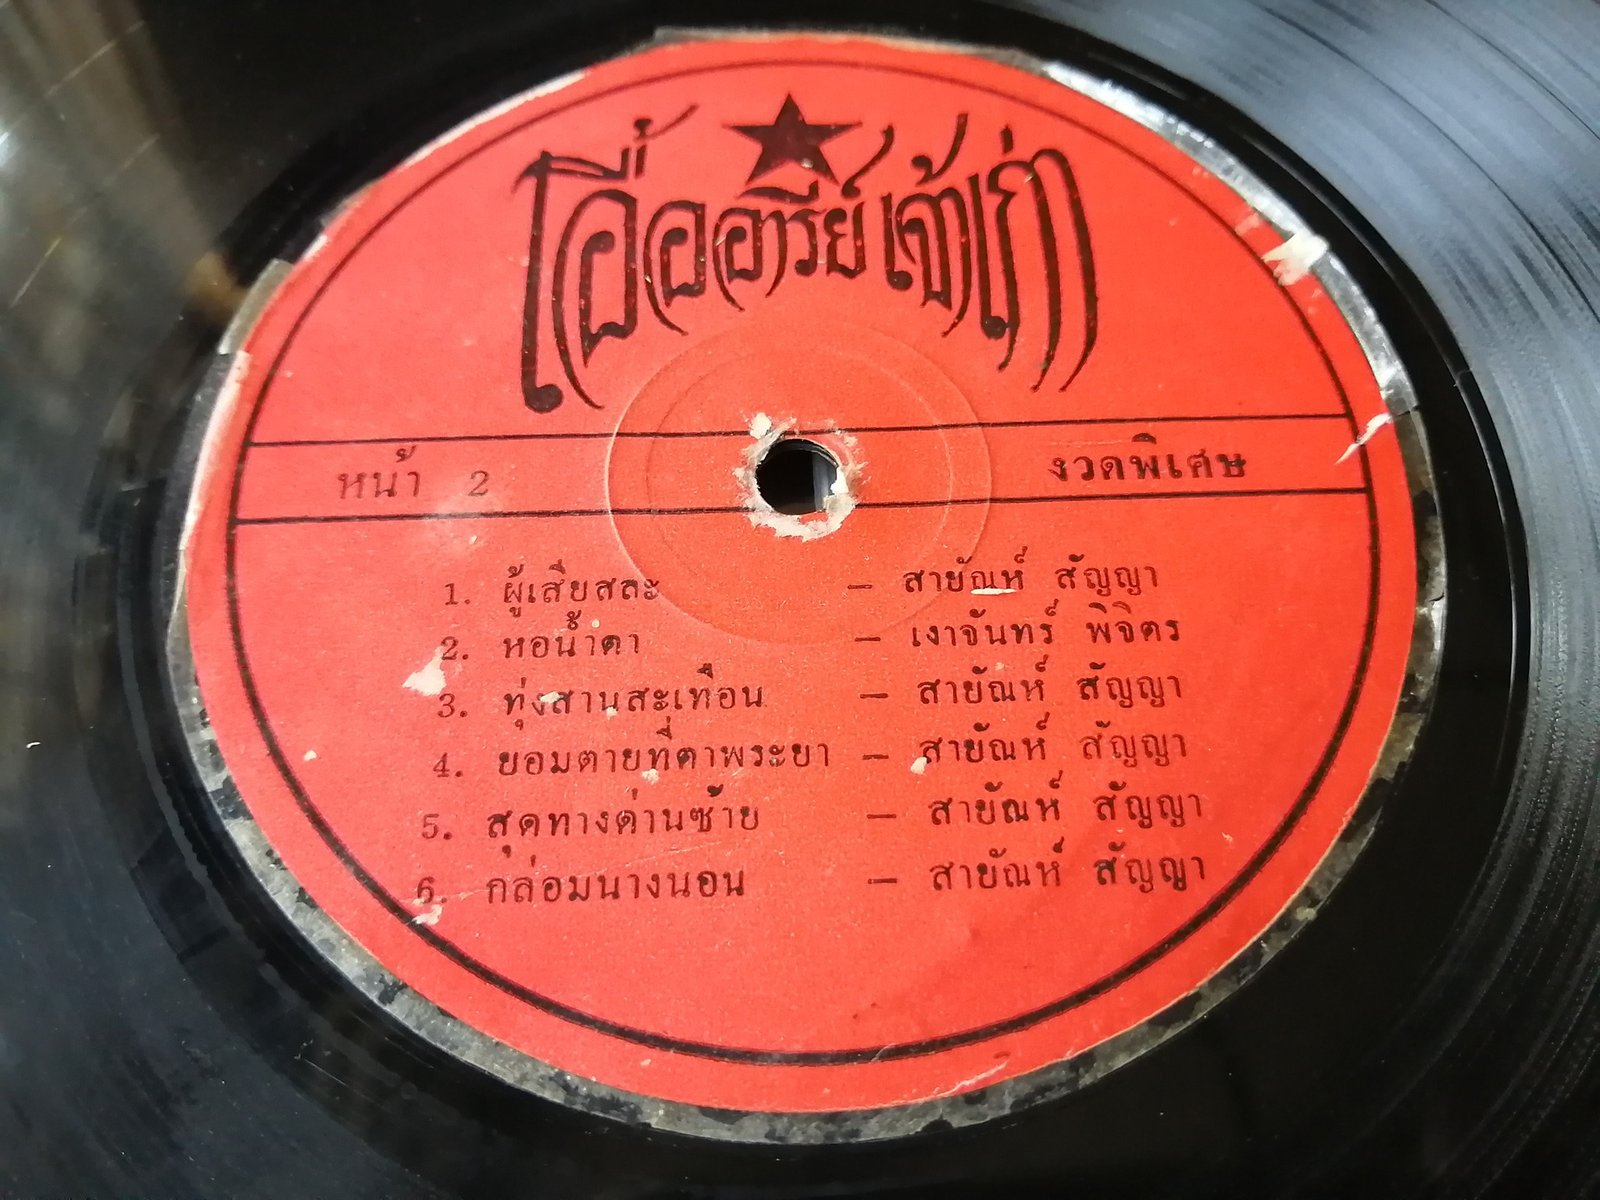 เอื้ออารีย์ เจ้าเก่า
หน้า 2
งวดพิเศษ
1. ผู้เสียสละ – สายัณห์ สัญญา
2. หอน้ำตา – เงาจันทร์ พิจิตร
3. ทุ่งสานสะเทือน – สายัณห์ สัญญา
4. ยอมตายที่ตาพระยา – สายัณห์ สัญญา
5. สุดทางด่านซ้าย – สายัณห์ สัญญา
6. กล่อมนางนอน – สายัณห์ สัญญา